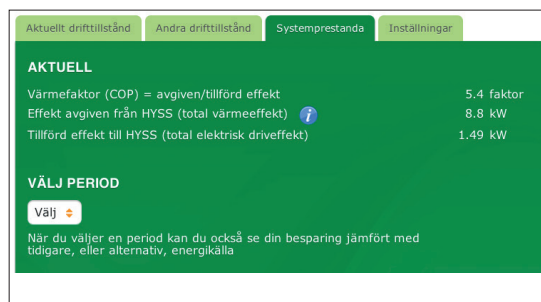 Aktuellt drifttillstånd Andra drifttillstånd Systemprestanda Inställningar
AKTUELL
Värmefaktor (COP) = avgiven/tillförd effekt 5.4 faktor
Effekt avgiven från HYSS (total värmeeffekt) i 8.8 kW
Tillförd effekt till HYSS (total elektrisk driveffekt) 1.49 kW
VÄLJ PERIOD
Välj
När du väljer en period kan du också se din besparing jämfört med
tidigare, eller alternativ, energikälla